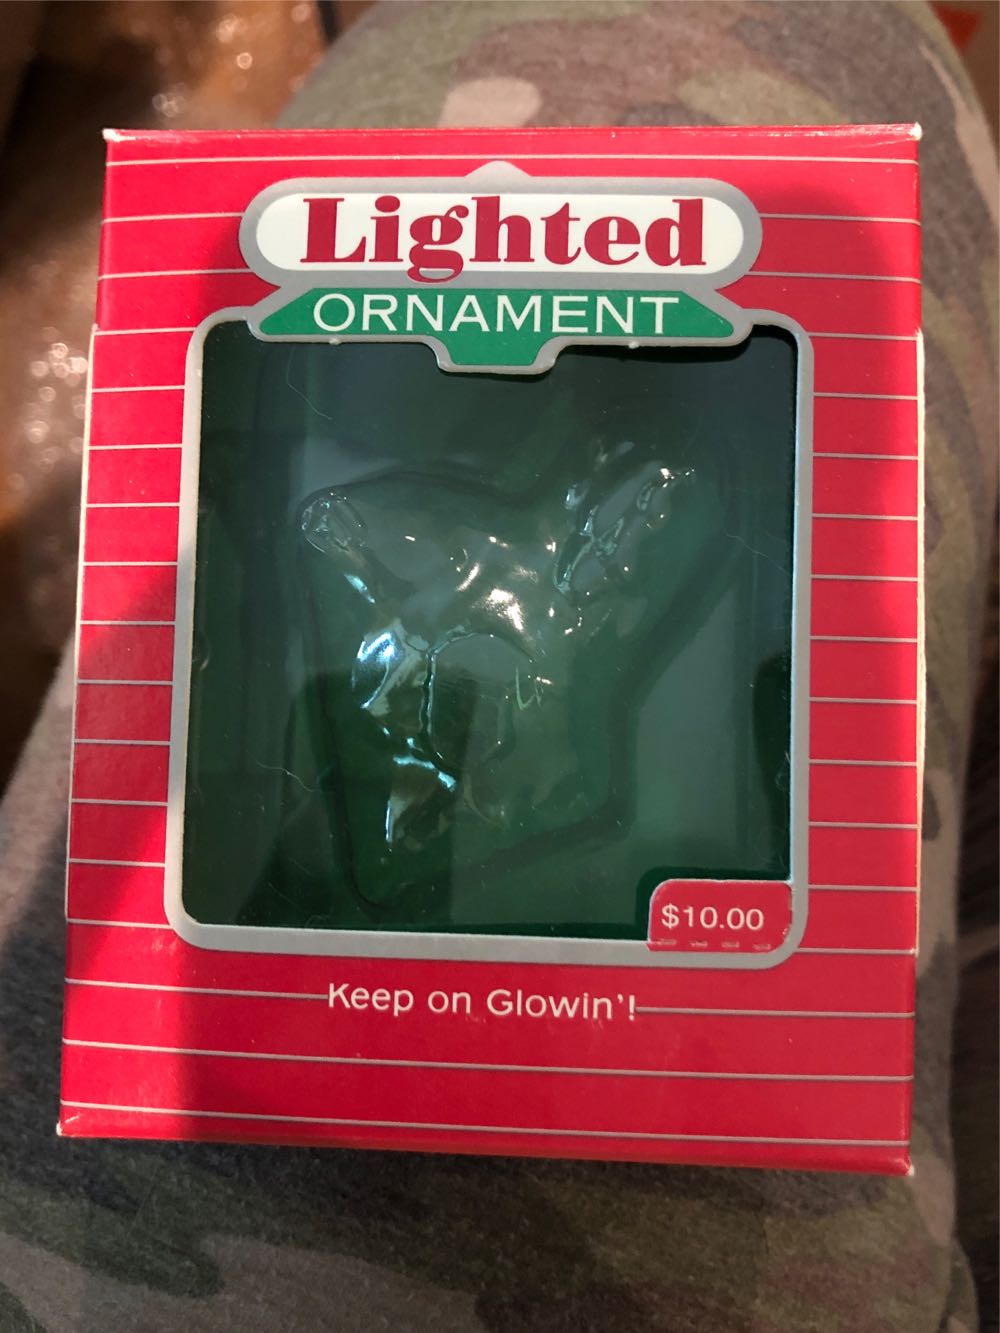 Lighted
ORNAMENT
$10.00
Keep on Glowin'!